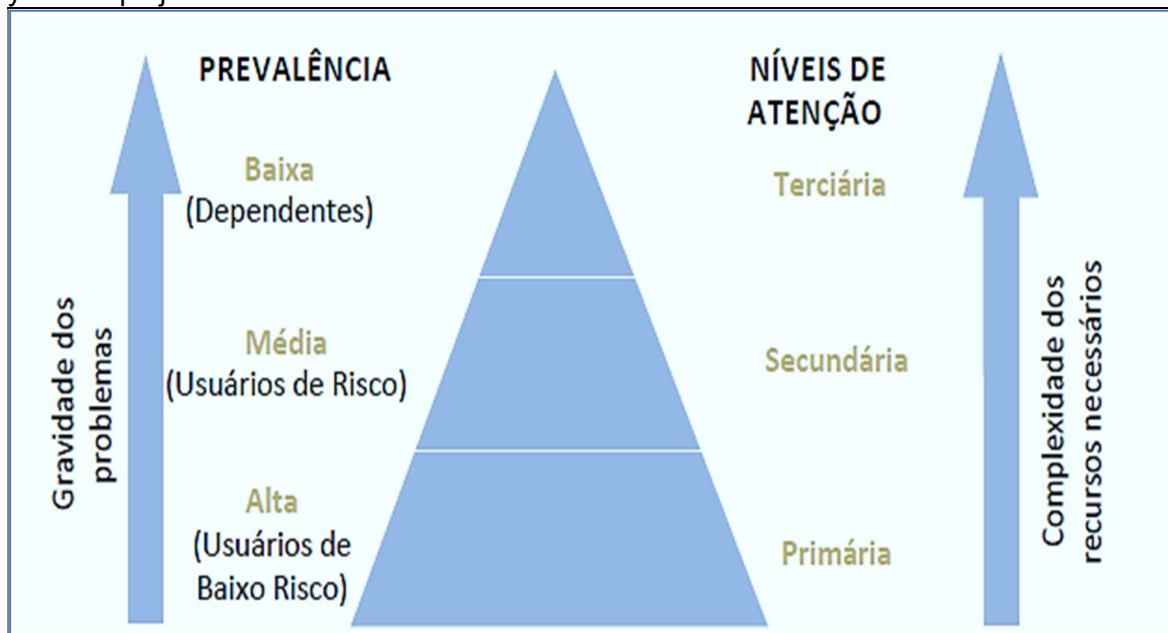 PREVALÊNCIA
NÍVEIS DE
ATENÇÃO
Baixa
(Dependentes)
Terciária
Gravidade dos
problemas
Média
(Usuários de Risco)
Secundária
Complexidade dos
recursos necessários
Alta
(Usuários de
Baixo Risco)
Primária